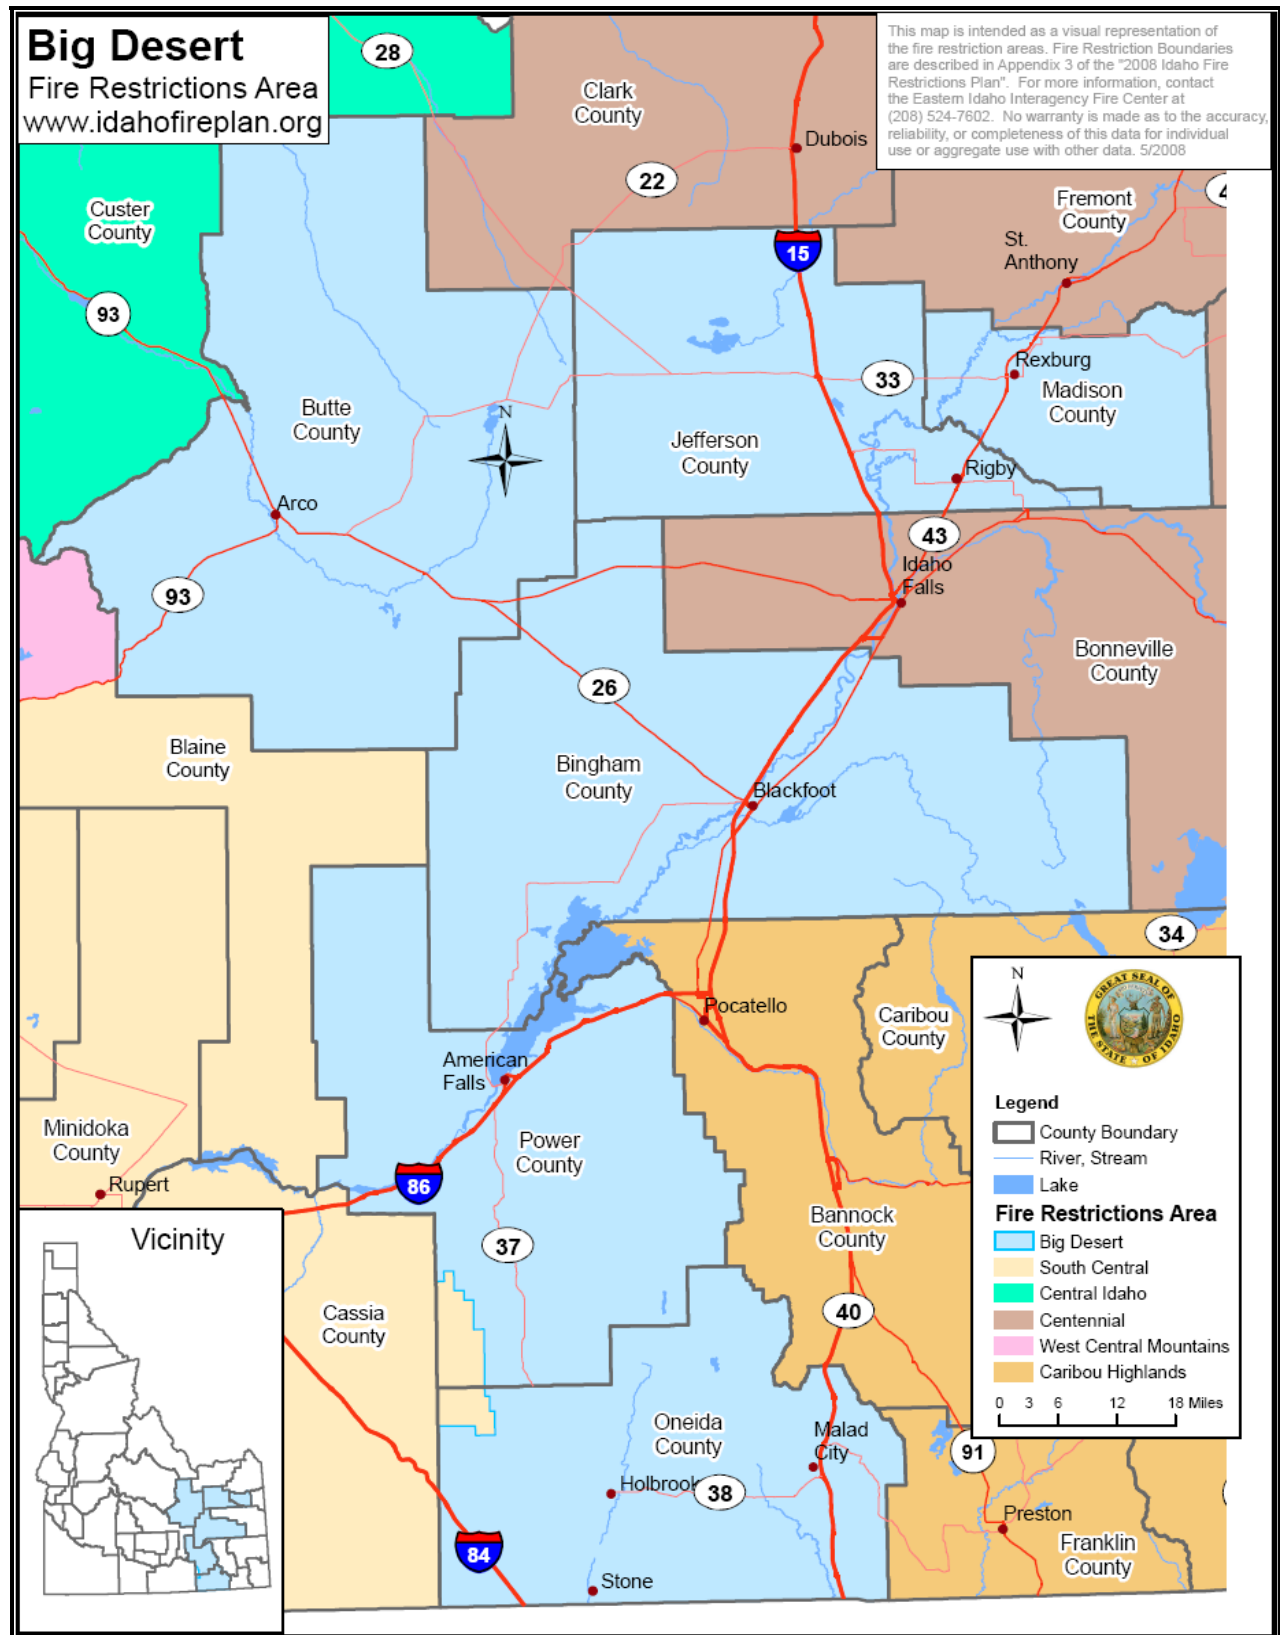 Big Desert
Fire Restrictions Area
www.idahofireplan.org
This map is intended as a visual representation of
the fire restriction areas. Fire Restriction Boundaries
are described in Appendix 3 of the "2008 Idaho Fire
Restrictions Plan". For more information, contact
the Eastern Idaho Interagency Fire Center at
(208) 524-7602. No warranty is made as to the accuracy,
reliability, or completeness of this data for individual
use or aggregate use with other data. 5/2008
28
Clark
County
Dubois
22
Custer
County
Fremont
County
St.
Anthony
15
93
Rexburg
33
Madison
County
Butte
County
N
Jefferson
County
Rigby
Arco
43
Idaho
Falls
93
Bonneville
County
26
Blaine
County
Bingham
County
Blackfoot
34
Pocatello
Caribou
County
American
Falls
Minidoka
County
Power
County
Rupert
86
37
Bannock
County
Cassia
County
40
Oneida
County
Malad
City
91
Holbrook
38
Preston
Franklin
County
84
Stone
Vicinity
N
GREAT SEAL OF
THE STATE OF IDAHO
Legend
County Boundary
River, Stream
Lake
Fire Restrictions Area
Big Desert
South Central
Central Idaho
Centennial
West Central Mountains
Caribou Highlands
0 3 6 12 18 Miles